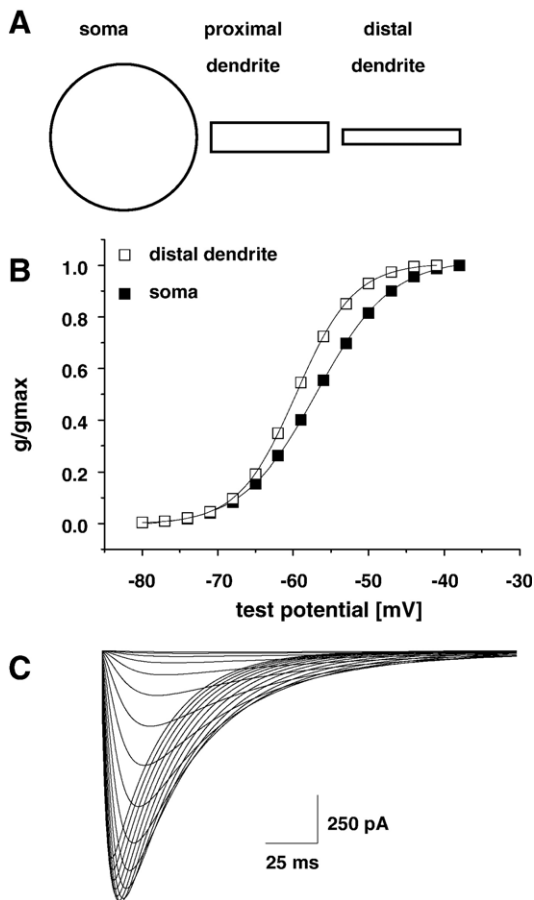 A
soma
proximal
dendrite
distal
dendrite
B
distal dendrite
soma
1.0
0.8
0.6
0.4
0.2
0.0
g/gmax
-80 -70 -60 -50 -40 -30
test potential [mV]
C
250 pA
25 ms